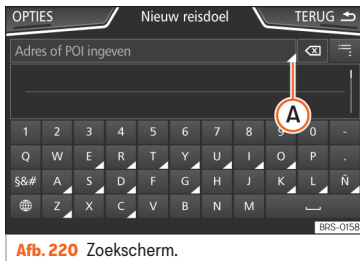 OPTIES Nieuw reisdoel TERUG
Adres of POI ingeven
A
1 2 3 4 5 6 7 8 9 0 -
Q W E R T Y U I O P .
§&# A S D F G H J K L Ñ
Z X C V B N M
BRS-0158
Afb. 220 Zoekscherm.